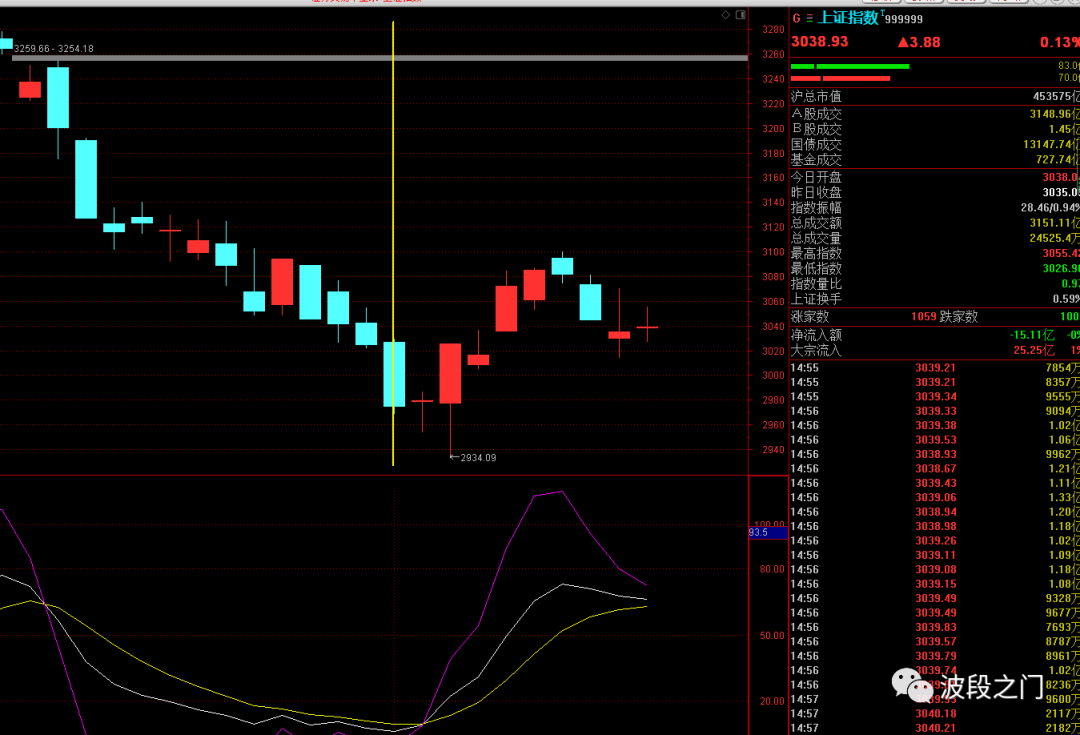 3259.66 - 3254.18
2934.09
3280
3260
3240
3220
3200
3180
3160
3140
3120
3100
3080
3060
3040
3020
3000
2980
2960
2940
100.00
93.5
80.00
50.00
20.00
G 三 上证指数 T 999999
3038.93 ▲3.88 0.13%
83.0
70.0
沪总市值 453575亿
A股成交 3148.96亿
B股成交 1.45亿
国债成交 13147.74亿
基金成交 727.74亿
今日开盘 3038.0
昨日收盘 3035.0
指数振幅 28.46/0.94%
总成交额 3151.11亿
总成交量 24525.4万
最高指数 3055.42
最低指数 3026.96
指数量比 0.97
上证换手 0.59%
涨家数 1059 跌家数 100
净流入额 -15.11亿 -0%
大宗流入 25.25亿 1%
14:55 3039.21 7854万
14:55 3039.21 8357万
14:55 3039.34 9555万
14:56 3039.33 9094万
14:56 3039.38 1.02亿
14:56 3039.53 1.06亿
14:56 3038.93 9962万
14:56 3038.67 1.21亿
14:56 3039.43 1.11亿
14:56 3039.06 1.33亿
14:56 3038.94 1.20亿
14:56 3038.98 1.18亿
14:56 3039.26 1.02亿
14:56 3039.11 1.09亿
14:56 3039.08 1.18亿
14:56 3039.15 1.08亿
14:56 3039.49 9328万
14:56 3039.49 9677万
14:56 3039.83 7693万
14:56 3039.57 8787万
14:56 3039.79 8961万
14:56 3039.74 1.02亿
14:56 8236万
14:57 9600万
14:57 3040.18 2117万
14:57 3040.21 2182万
波段之门